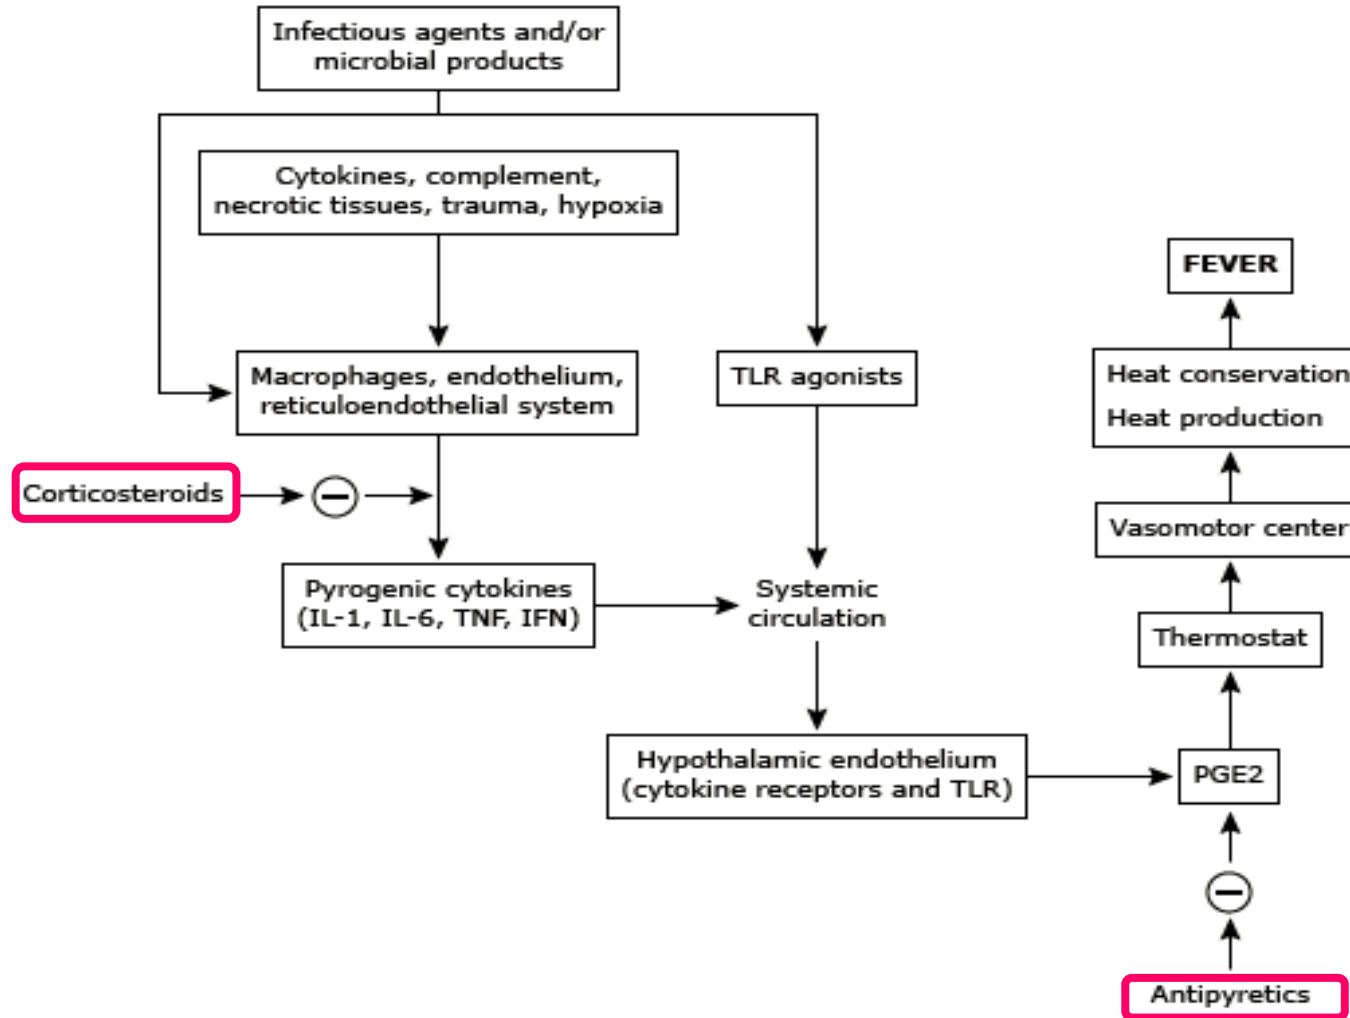 Infectious agents and/or
microbial products
Cytokines, complement,
necrotic tissues, trauma, hypoxia
FEVER
Macrophages, endothelium,
reticuloendothelial system
TLR agonists
Heat conservation
Heat production
Corticosteroids
Vasomotor center
Pyrogenic cytokines
(IL-1, IL-6, TNF, IFN)
Systemic
circulation
Thermostat
Hypothalamic endothelium
(cytokine receptors and TLR)
PGE2
Antipyretics